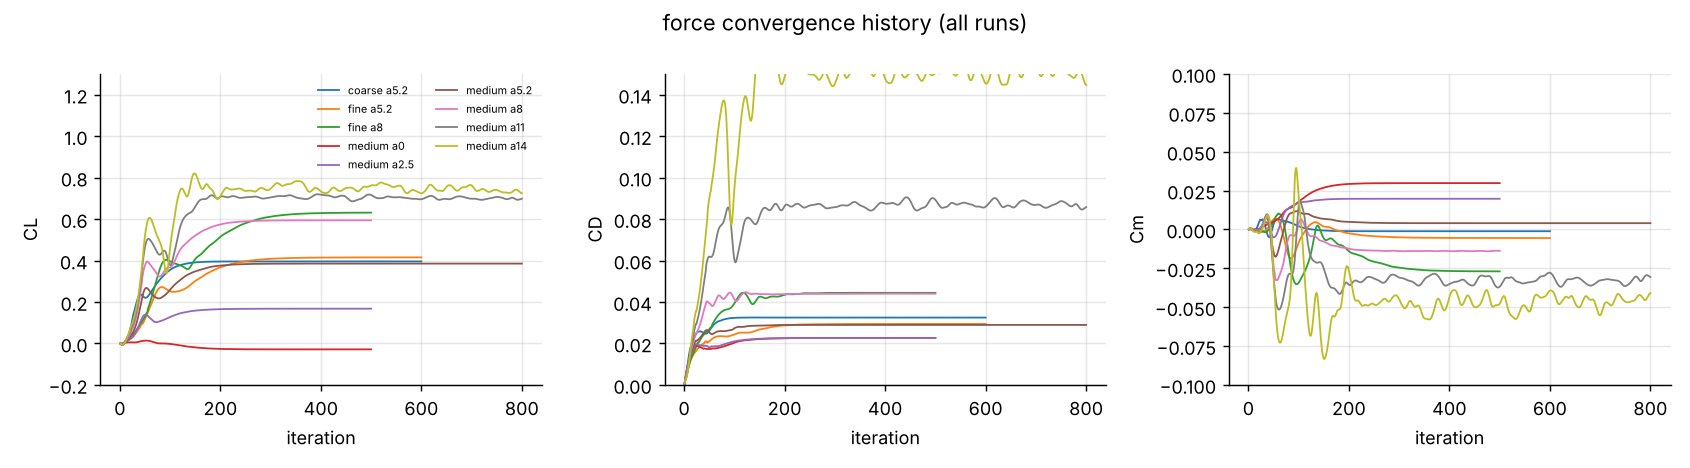 force convergence history (all runs)
CL
1.2
1.0
0.8
0.6
0.4
0.2
0.0
−0.2
0 200 400 600 800
iteration
coarse a5.2
fine a5.2
fine a8
medium a0
medium a2.5
medium a5.2
medium a8
medium a11
medium a14
CD
0.14
0.12
0.10
0.08
0.06
0.04
0.02
0.00
0 200 400 600 800
iteration
Cm
0.100
0.075
0.050
0.025
0.000
−0.025
−0.050
−0.075
−0.100
0 200 400 600 800
iteration